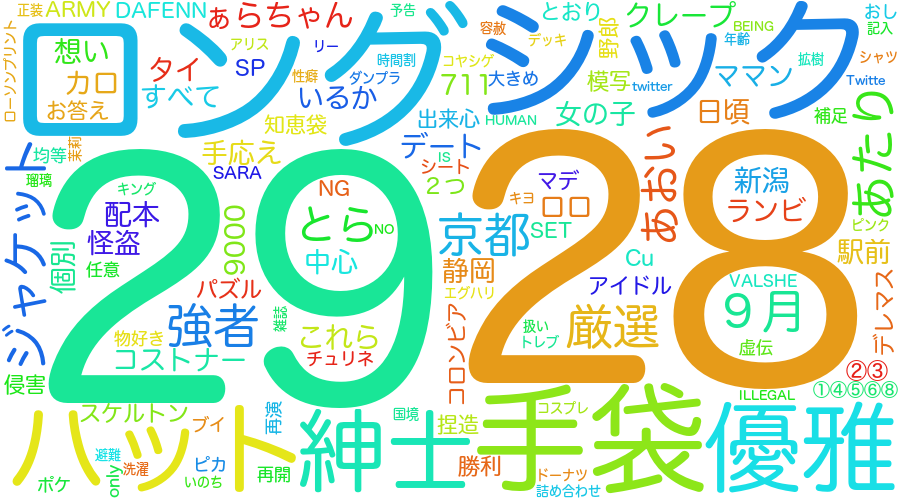 正装
ARMY
DAFENN
ぁらちゃん
予告
容赦
とおり
クレープ
おし
記入
ロングシック
想い
カロ
お答え
タイ
すべて
アリス
SP
リー
性癖
時間割
ダンプラ
いるか
コヤシゲ
711
デッキ
大きめ
野郎
模写
twitter
BEING
年齢
ママン
拡樹
シャツ
Twitte
ローソンプリント
知恵袋
出来心
HUMAN
女の子
日頃
補足
あたり
均等
茉莉
瑠璃
手応え
SARA
デート
IS
シート
2つ
NG
マデ
あおい
新潟
ランビ
ピンク
ジャケット
29
28
キング
配本
怪盗
9000
とら
NO
中心
京都
キヨ
ロロ
SET
駅前
個別
任意
静岡
エグハリ
Cu
アイドル
VALSHE
9月
デレマス
パズル
強者
雑誌
これら
チュリネ
物好き
コストナー
コロンビア
扱い
トレプ
厳選
虚伝
②③
①④⑤⑥⑧
侵害
ILLEGAL
ハット
紳士
手袋
優雅
スケルトン
ブイ
再演
国境
捏造
コスプレ
避難
洗濯
only
ピカ
いのち
再開
勝利
ドーナツ
詰め合わせ
ポケ